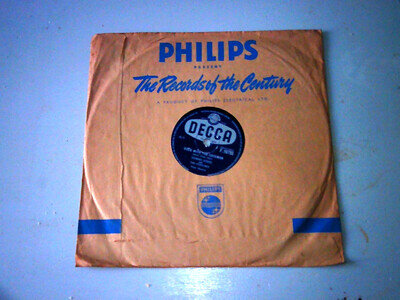 PHILIPS
PRESENT
The Records of the Century
A PRODUCT OF PHILIPS ELECTRICAL LTD.
DECCA
PHILIPS